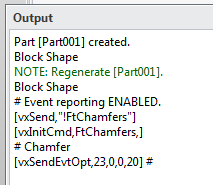 Output
Part [Part001] created.
Block Shape
NOTE: Regenerate [Part001].
Block Shape
# Event reporting ENABLED.
[vxSend,"!FtChamfers"]
[vxInitCmd,FtChamfers,]
# Chamfer
[vxSendEvtOpt,23,0,0,20] #